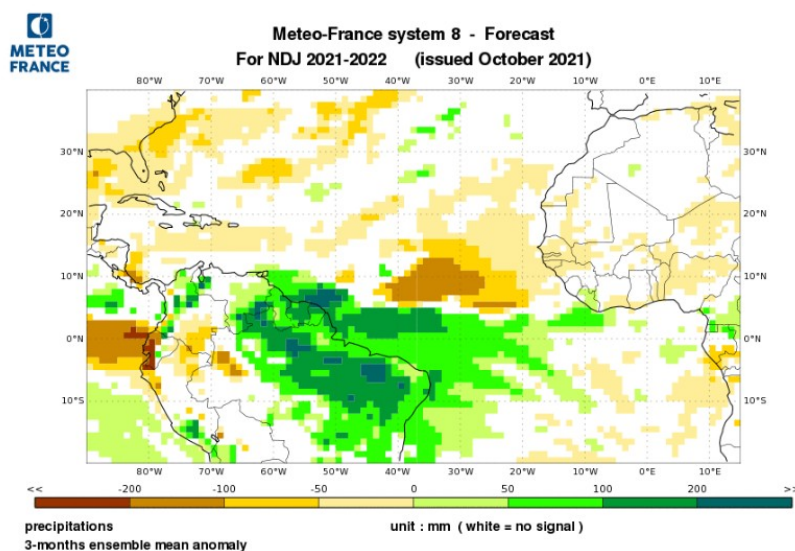 METEO
FRANCE
Meteo-France system 8 - Forecast
For NDJ 2021-2022 (issued October 2021)
80°W 70°W 60°W 50°W 40°W 30°W 20°W 10°W 0°E 10°E
30°N 30°N
20°N 20°N
10°N 10°N
0°N 0°N
10°S 10°S
80°W 70°W 60°W 50°W 40°W 30°W 20°W 10°W 0°E 10°E
<< -200 -100 -50 0 50 100 200 >>
precipitations unit : mm ( white = no signal )
3-months ensemble mean anomaly